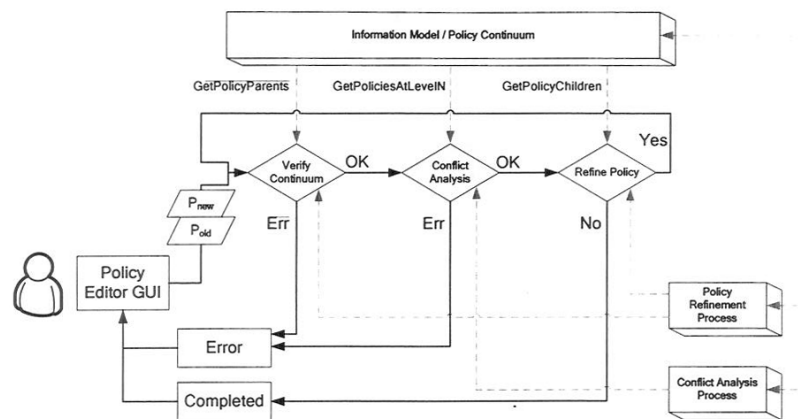 Information Model / Policy Continuum
GetPolicyParents
GetPoliciesAtLevelN
GetPolicyChildren
Yes
Verify
Continuum
OK
Conflict
Analysis
OK
Refine Policy
Pnew
Pold
Err
Err
No
Policy
Editor GUI
Policy
Refinement
Process
Error
Conflict Analysis
Process
Completed